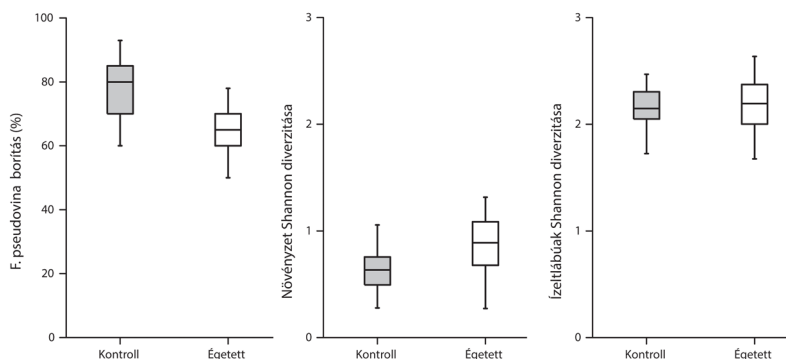 F. pseudovina borítás (%)
100
80
60
40
20
0
Kontroll
Égetett
Növényzet Shannon diverzitása
3
2
1
0
Kontroll
Égetett
Ízeltlábúak Shannon diverzitása
3
2
1
0
Kontroll
Égetett